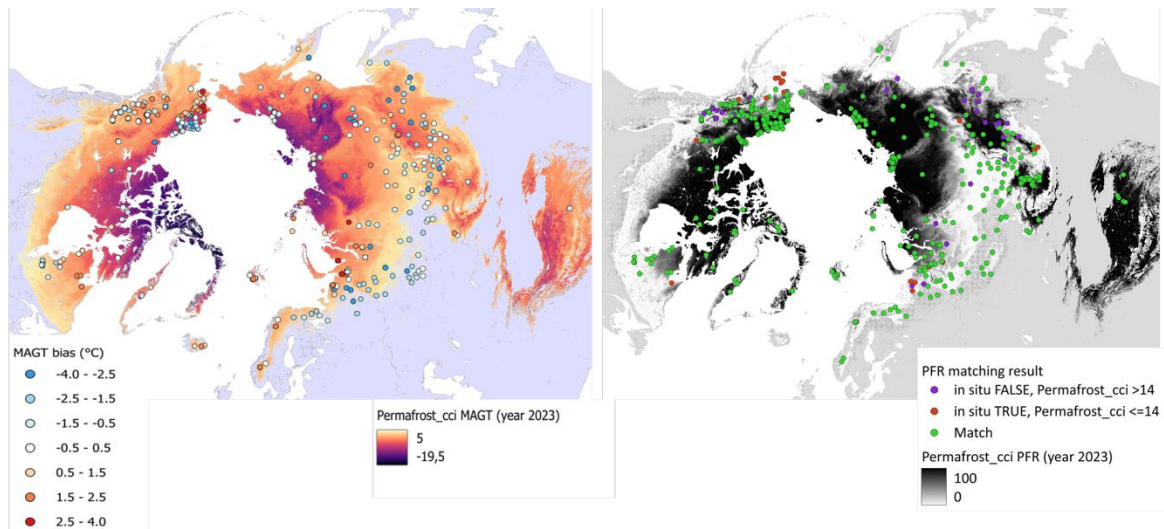 MAGT bias (°C)
-4.0 - -2.5
-2.5 - -1.5
-1.5 - -0.5
-0.5 - 0.5
0.5 - 1.5
1.5 - 2.5
2.5 - 4.0
Permafrost_cci MAGT (year 2023)
5
-19,5
PFR matching result
in situ FALSE, Permafrost_cci >14
in situ TRUE, Permafrost_cci <=14
Match
Permafrost_cci PFR (year 2023)
100
0